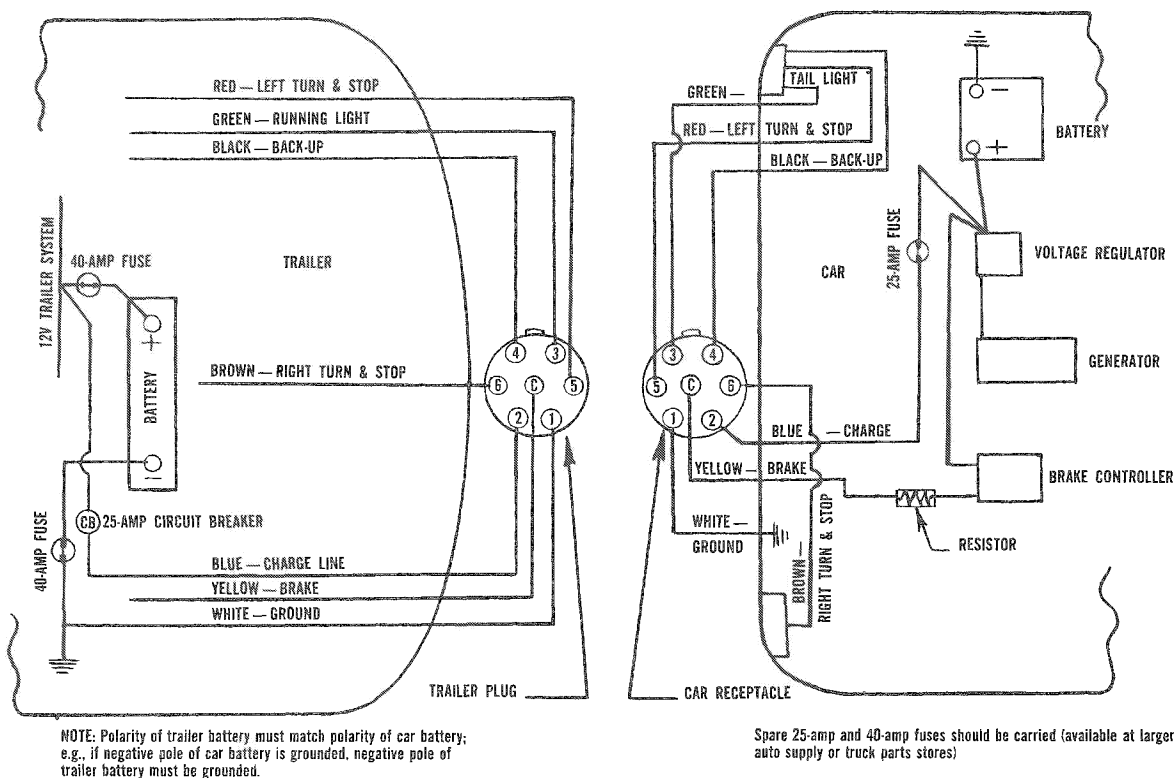 RED — LEFT TURN & STOP
GREEN — RUNNING LIGHT
BLACK — BACK-UP
12V TRAILER SYSTEM
40-AMP FUSE
TRAILER
+
BATTERY
—
BROWN — RIGHT TURN & STOP
4
3
6
C
5
2
1
CB
25-AMP CIRCUIT BREAKER
40-AMP FUSE
BLUE — CHARGE LINE
YELLOW — BRAKE
WHITE — GROUND
TRAILER PLUG
NOTE: Polarity of trailer battery must match polarity of car battery;
e.g., if negative pole of car battery is grounded, negative pole of
trailer battery must be grounded.
TAIL LIGHT
GREEN —
RED — LEFT TURN & STOP
BLACK — BACK-UP
—
BATTERY
+
25-AMP FUSE
VOLTAGE REGULATOR
CAR
GENERATOR
3
4
5
C
6
1
2
BLUE — CHARGE
YELLOW — BRAKE
BRAKE CONTROLLER
WHITE —
GROUND
RESISTOR
BROWN —
RIGHT TURN & STOP
CAR RECEPTACLE
Spare 25-amp and 40-amp fuses should be carried (available at larger
auto supply or truck parts stores)